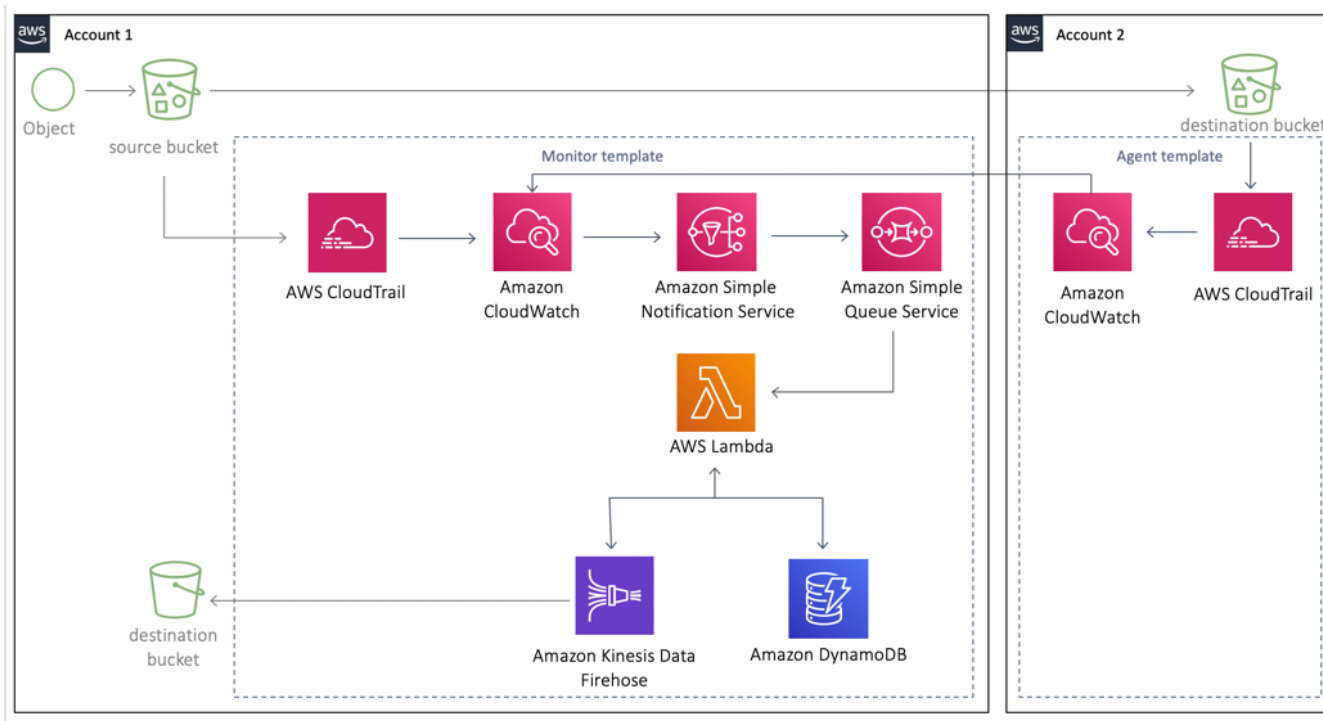 aws
Account 1
aws
Account 2
Object
source bucket
destination bucket
Monitor template
Agent template
AWS CloudTrail
Amazon
CloudWatch
Amazon Simple
Notification Service
Amazon Simple
Queue Service
Amazon
CloudWatch
AWS CloudTrail
AWS Lambda
destination
bucket
Amazon Kinesis Data
Firehose
Amazon DynamoDB